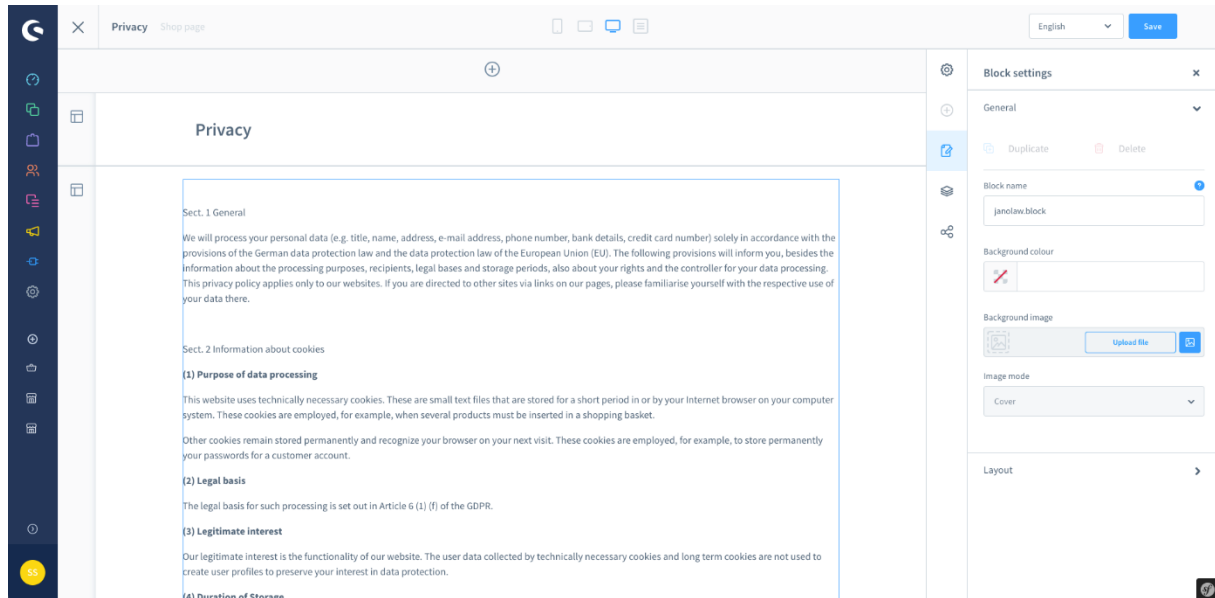 Privacy Shop page
English
Save
Block settings
General
Privacy
Duplicate Delete
Block name
janolaw.block
Sect. 1 General
We will process your personal data (e.g. title, name, address, e-mail address, phone number, bank details, credit card number) solely in accordance with the
provisions of the German data protection law and the data protection law of the European Union (EU). The following provisions will inform you, besides the
information about the processing purposes, recipients, legal bases and storage periods, also about your rights and the controller for your data processing.
This privacy policy applies only to our websites. If you are directed to other sites via links on our pages, please familiarise yourself with the respective use of
your data there.
Background colour
Background image
Upload file
Sect. 2 Information about cookies
(1) Purpose of data processing
This website uses technically necessary cookies. These are small text files that are stored for a short period in or by your Internet browser on your computer
system. These cookies are employed, for example, when several products must be inserted in a shopping basket.
Image mode
Cover
Other cookies remain stored permanently and recognize your browser on your next visit. These cookies are employed, for example, to store permanently
your passwords for a customer account.
Layout
(2) Legal basis
The legal basis for such processing is set out in Article 6 (1) (f) of the GDPR.
(3) Legitimate interest
Our legitimate interest is the functionality of our website. The user data collected by technically necessary cookies and long term cookies are not used to
create user profiles to preserve your interest in data protection.
SS
(4) Duration of Storage